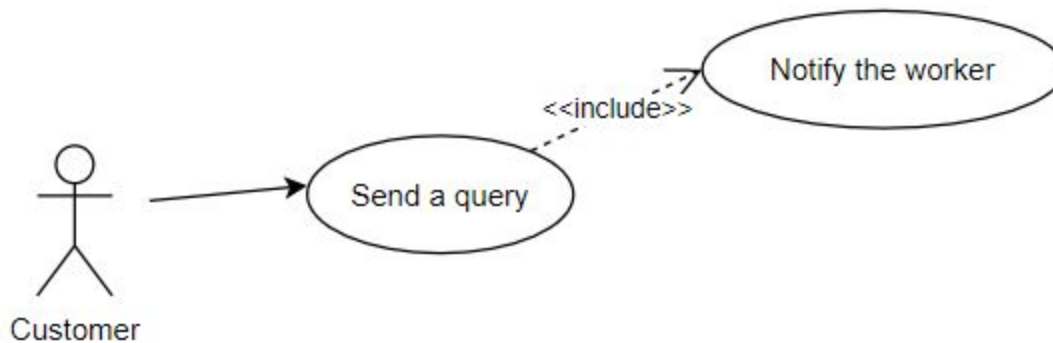 Notify the worker
<<include>>
Send a query
Customer